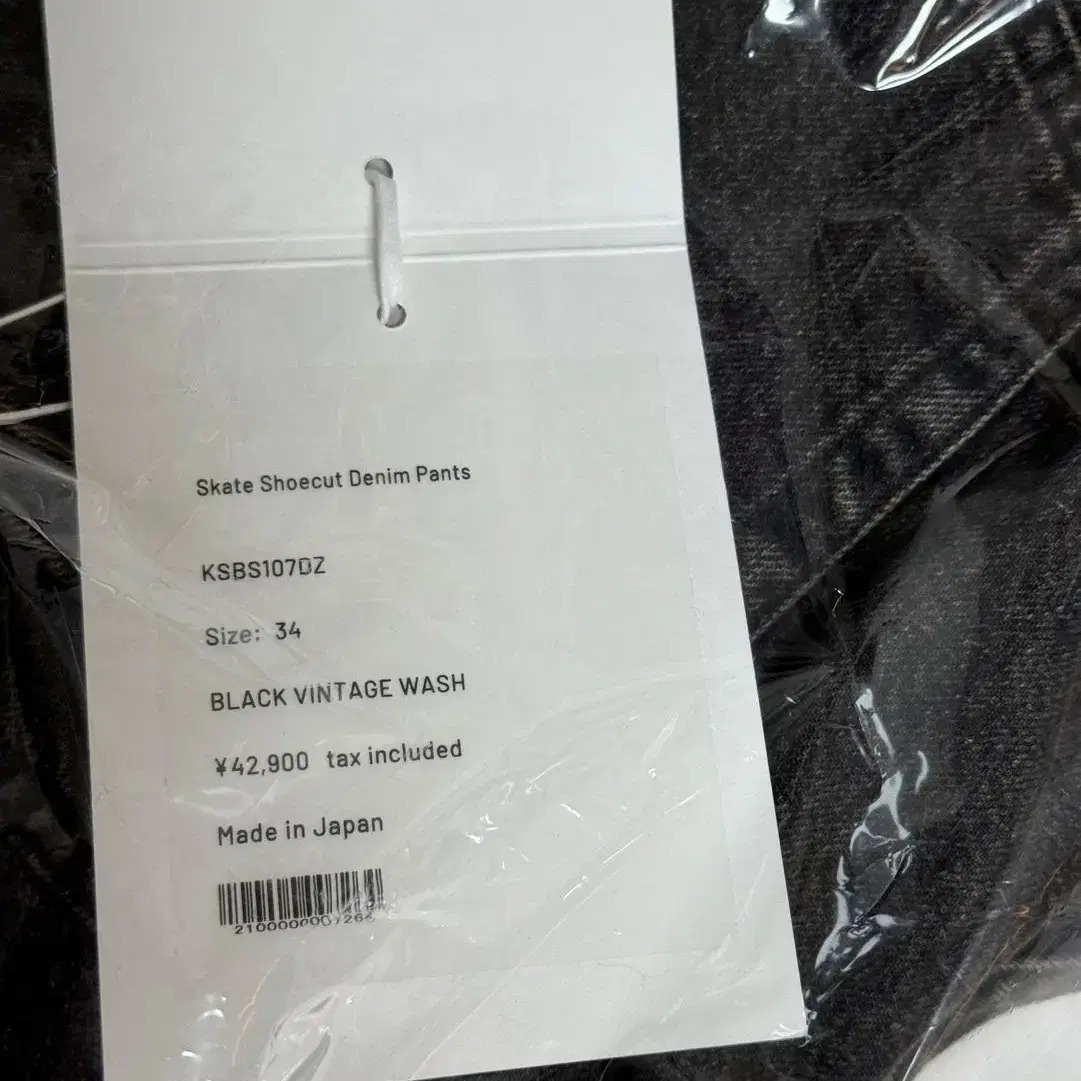 Skate Shoecut Denim Pants
KSBS107DZ
Size: 34
BLACK VINTAGE WASH
¥42,900 tax included
Made in Japan